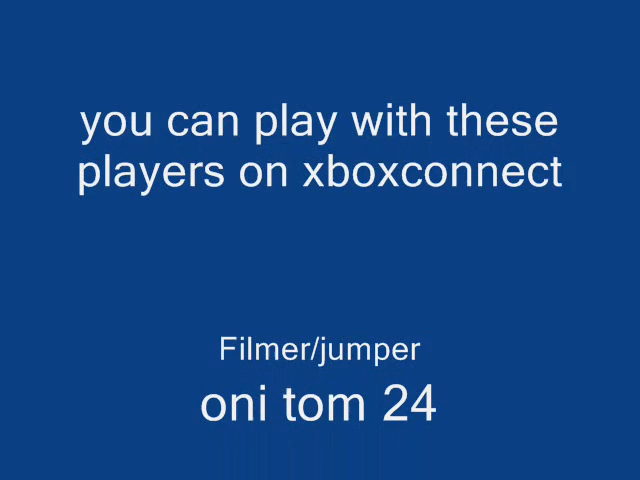 you can play with these
players on xboxconnect
Filmer/jumper
oni tom 24